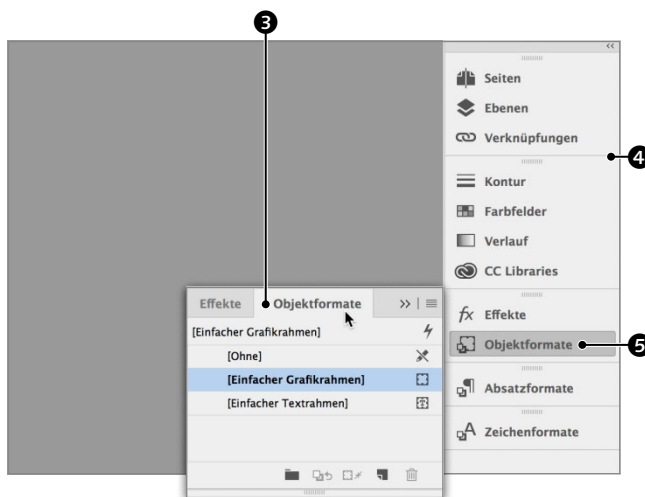 3
Seiten
Ebenen
Verknüpfungen
4
Kontur
Farbfelder
Verlauf
CC Libraries
Effekte
Objektformate
5
Absatzformate
Zeichenformate
Effekte Objektformate
[Einfacher Grafikrahmen]
[Ohne]
[Einfacher Grafikrahmen]
[Einfacher Textrahmen]